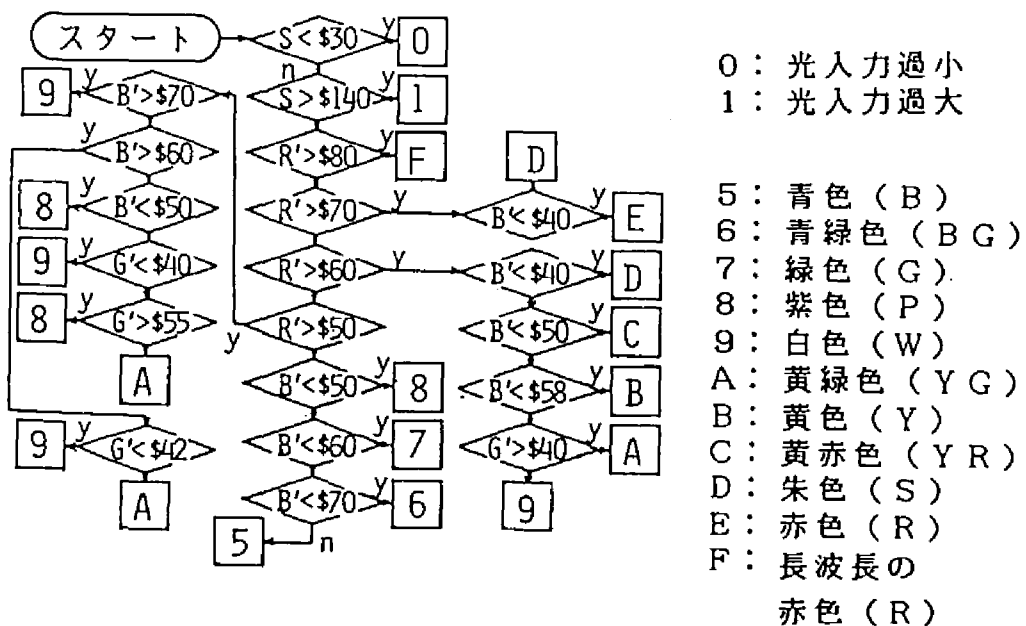 スタート
S<$30
y
0
n
S>$140
y
1
R'>$80
y
F
R'>$70
y
B'<$40
y
E
D
R'>$60
y
B'<$40
y
D
R'>$50
y
B'<$50
y
C
B'<$50
y
8
B'<$58
y
B
B'<$60
y
7
G'>$40
y
A
9
B'<$70
y
6
n
5
B'>$70
y
9
B'>$60
y
B'<$50
y
8
G'<$40
y
9
G'>$55
y
8
A
G'<$42
y
9
A
0：光入力過小
1：光入力過大
5：青色（B）
6：青緑色（BG）
7：緑色（G）
8：紫色（P）
9：白色（W）
A：黄緑色（YG）
B：黄色（Y）
C：黄赤色（YR）
D：朱色（S）
E：赤色（R）
F：長波長の
赤色（R）